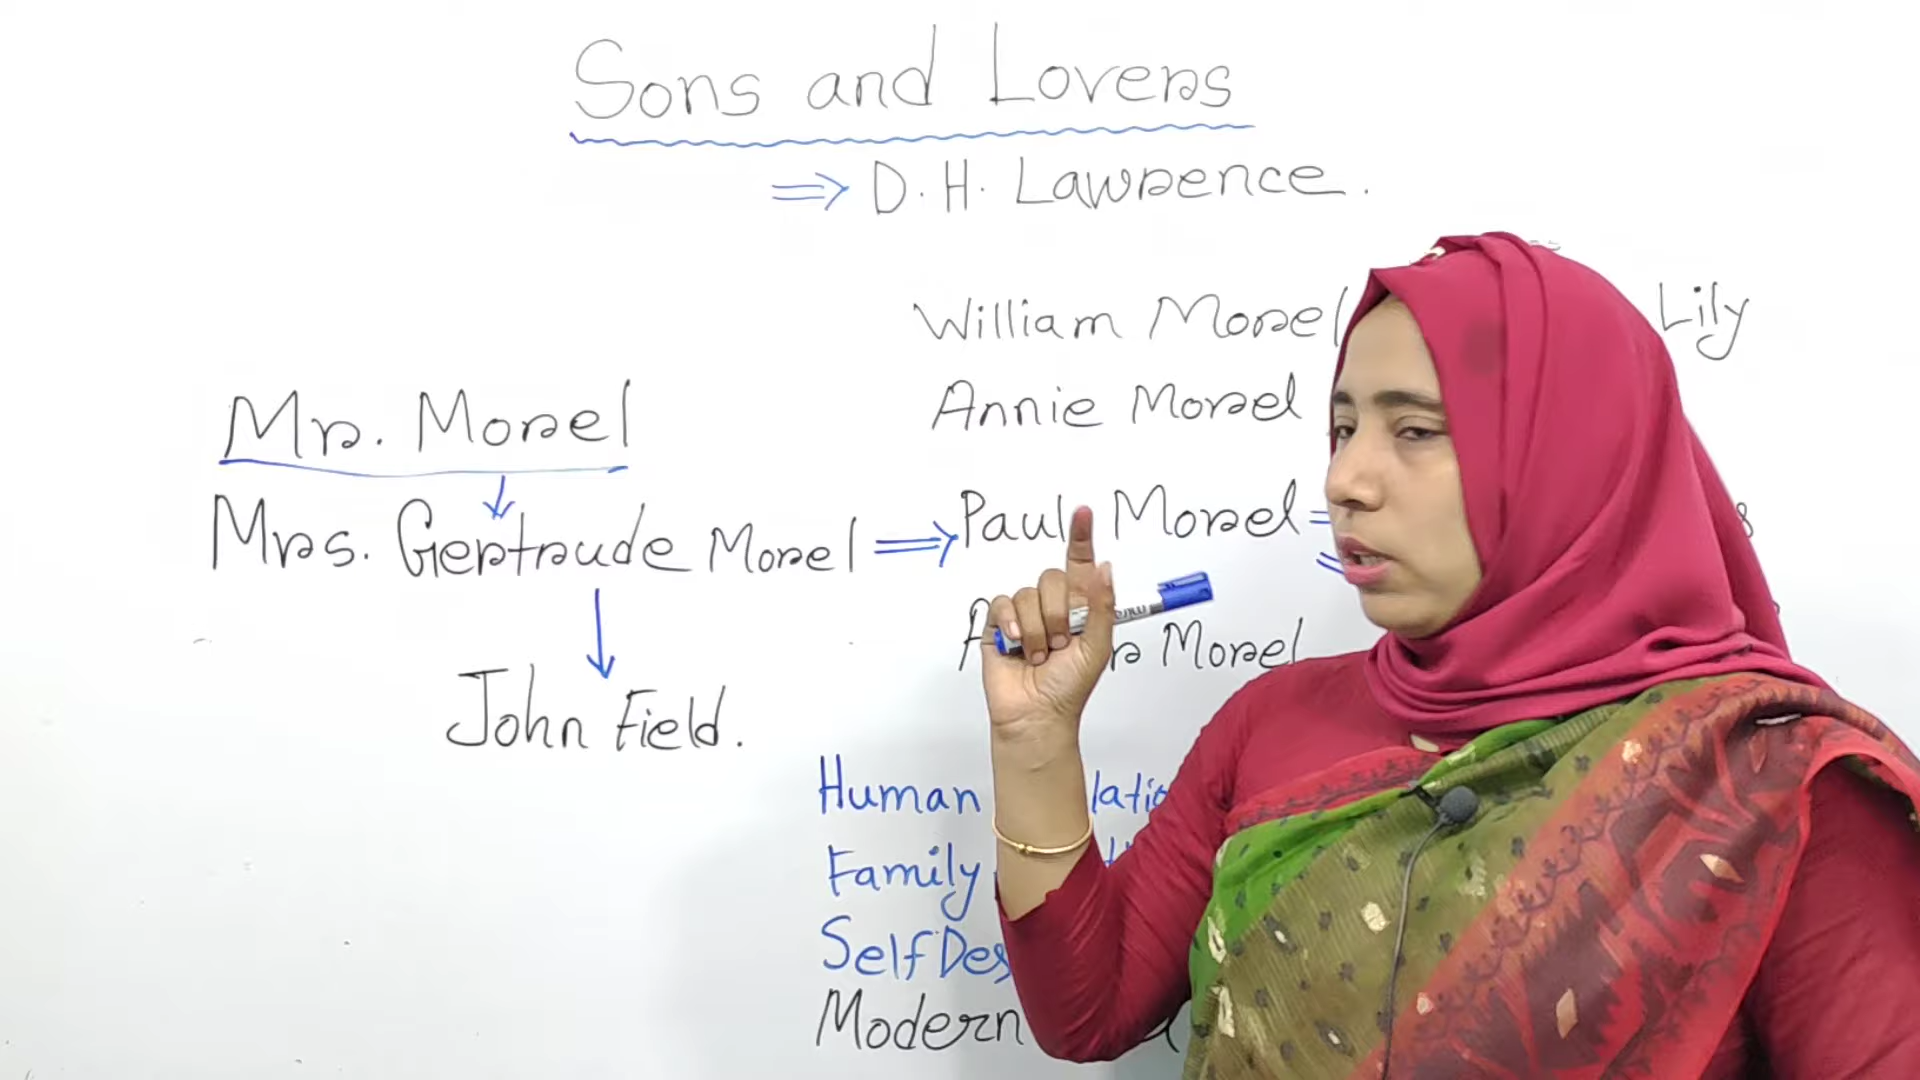 Sons and Lovers
⇒ D. H. Lawrence.
William Morel Lily
Annie Morel
Mr. Morel
Paul Morel =
Mrs. Gertrude Morel ⇒
Morel
John Field.
Human
Family
Self
Modern